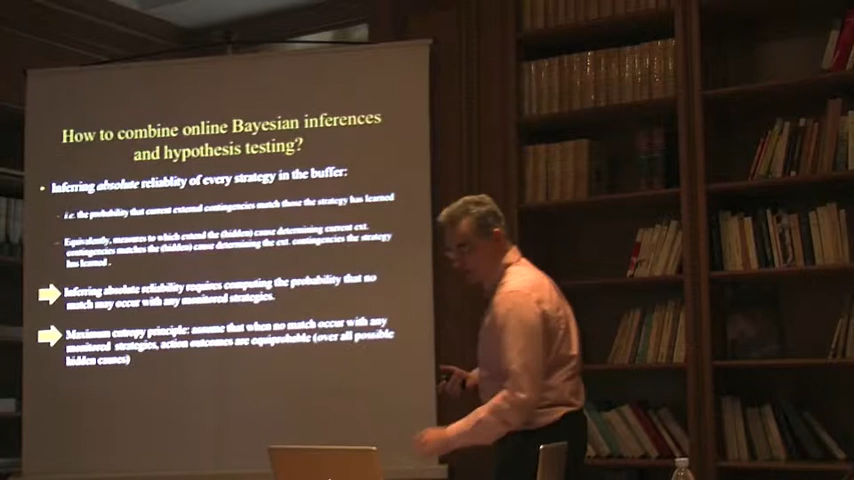 How to combine online Bayesian inferences
and hypothesis testing?
• Inferring absolute reliablity of every strategy in the buffer:
- i.e. the probability that current external contingencies match those the strategy has learned
- Equivalently, measures to which extend the (hidden) cause determining current ext.
contingencies matches the (hidden) cause determining the ext. contingencies the strategy
has learned.
Inferring absolute reliability requires computing the probability that no
match may occur with any monitored strategies.
Maximum entropy principle: assume that when no match occur with any
monitored strategies, action outcomes are equiprobable (over all possible
hidden causes)